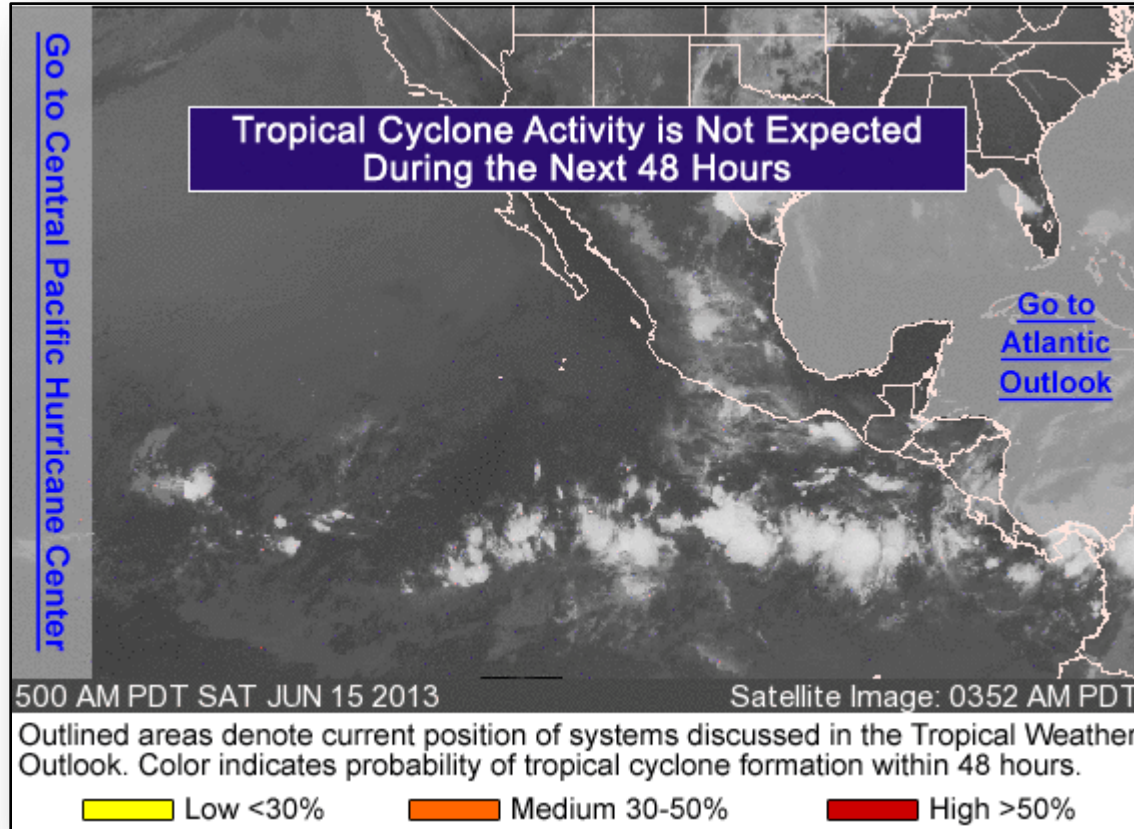 Go to Central Pacific Hurricane Center
Tropical Cyclone Activity is Not Expected
During the Next 48 Hours
Go to
Atlantic
Outlook
500 AM PDT SAT JUN 15 2013
Satellite Image: 0352 AM PDT
Outlined areas denote current position of systems discussed in the Tropical Weather
Outlook. Color indicates probability of tropical cyclone formation within 48 hours.
Low <30%
Medium 30-50%
High >50%